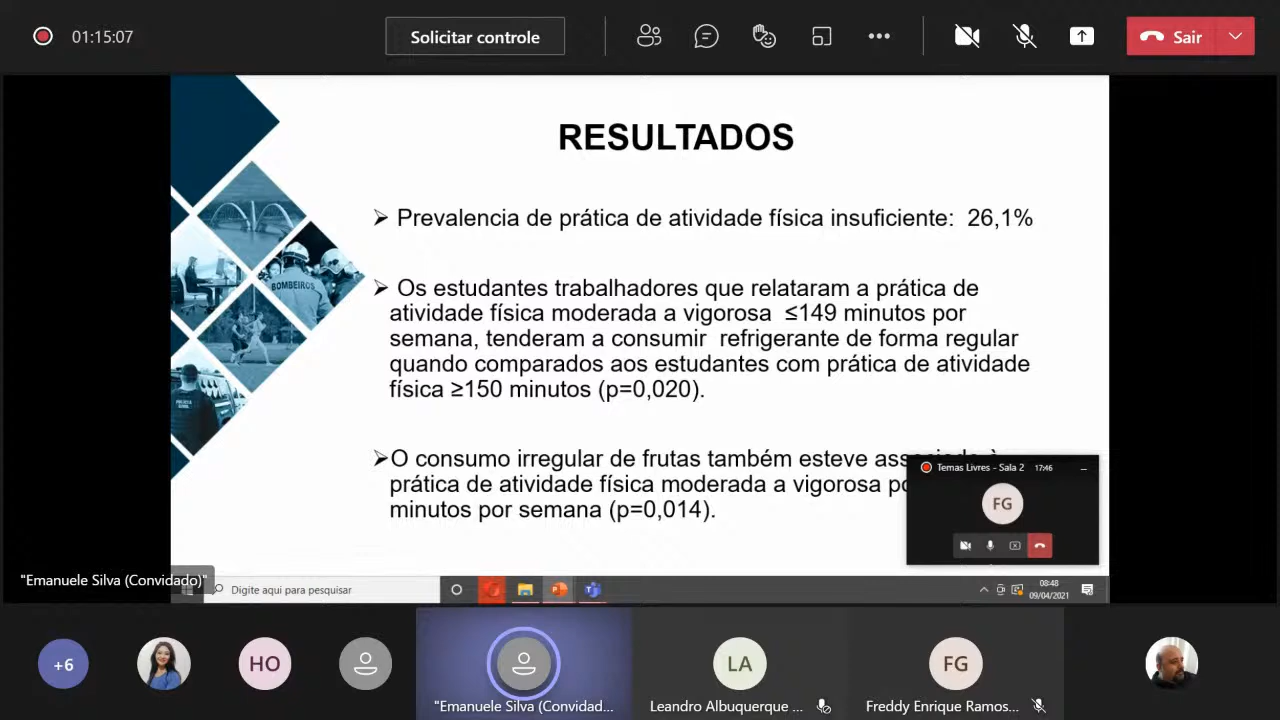 01:15:07
Solicitar controle
Sair
RESULTADOS
➢ Prevalencia de prática de atividade física insuficiente: 26,1%
➢ Os estudantes trabalhadores que relataram a prática de
atividade física moderada a vigorosa ≤149 minutos por
semana, tenderam a consumir refrigerante de forma regular
quando comparados aos estudantes com prática de atividade
física ≥150 minutos (p=0,020).
➢O consumo irregular de frutas também esteve
prática de atividade física moderada a vigorosa
minutos por semana (p=0,014).
BOMBEIROS
Temas Livres - Sala 2 17:46
FG
"Emanuele Silva (Convidado)"
Digite aqui para pesquisar
08:48
09/04/2021
+6
HO
LA
FG
"Emanuele Silva (Convidad...
Leandro Albuquerque ...
Freddy Enrique Ramos...